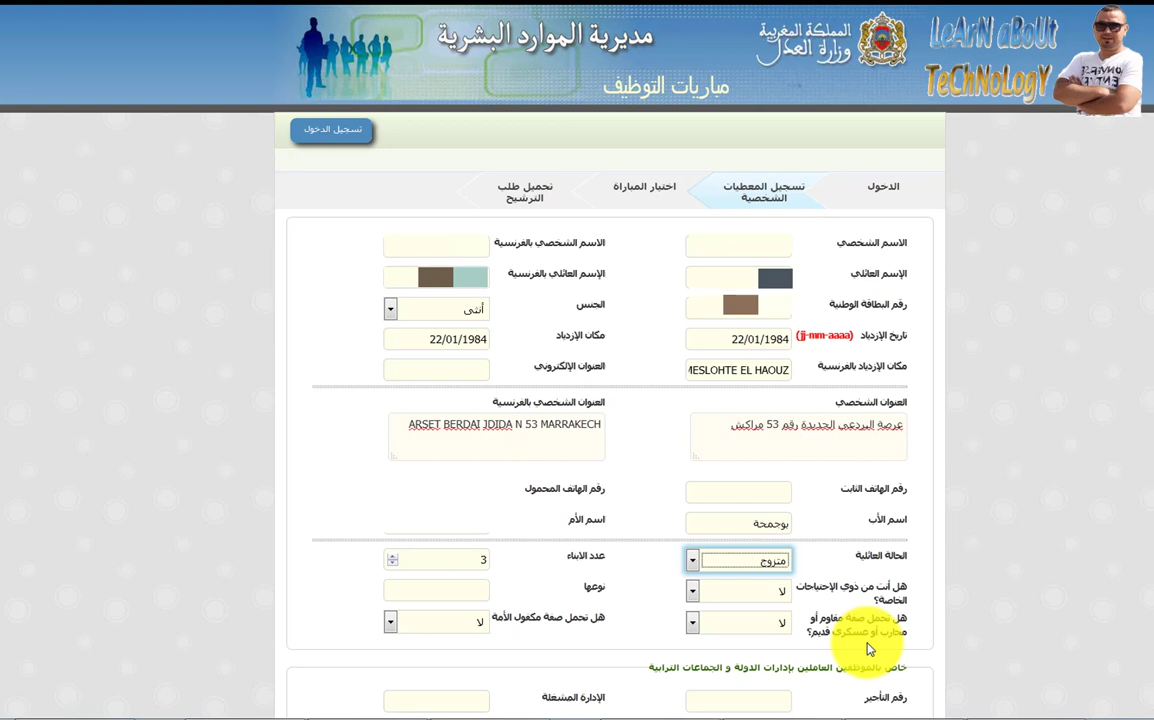 LeArN aBoUt
TeChNoLogY
المملكة المغربية
وزارة العدل
مديرية الموارد البشرية
مباريات التوظيف
تسجيل الدخول
الدخول
تسجيل المعطيات
الشخصية
اختيار المباراة
تحميل طلب
الترشيح
الاسم الشخصي
الاسم الشخصي بالفرنسية
الإسم العائلي
الإسم العائلي بالفرنسية
رقم البطاقة الوطنية
الجنس
أنثى
تاريخ الإزدياد (jj-mm-aaaa)
22/01/1984
مكان الإزدياد
22/01/1984
مكان الإزدياد بالفرنسية
MESLOHTE EL HAOUZ
العنوان الإلكتروني
العنوان الشخصي
العنوان الشخصي بالفرنسية
عرصة البردعي الجديدة رقم 53 مراكش
ARSET BERDAI JDIDA N 53 MARRAKECH
رقم الهاتف الثابت
رقم الهاتف المحمول
اسم الأب
بوجمحة
اسم الأم
الحالة العائلية
متزوج
عدد الابناء
3
هل أنت من ذوي الإحتياجات
الخاصة؟
لا
نوعها
هل تحمل صفة مقاوم أو
محارب أو عسكري قديم؟
لا
هل تحمل صفة مكفول الأمة
لا
خاص بالموظفين العاملين بإدارات الدولة و الجماعات الترابية
رقم التأجير
الإدارة المشغلة